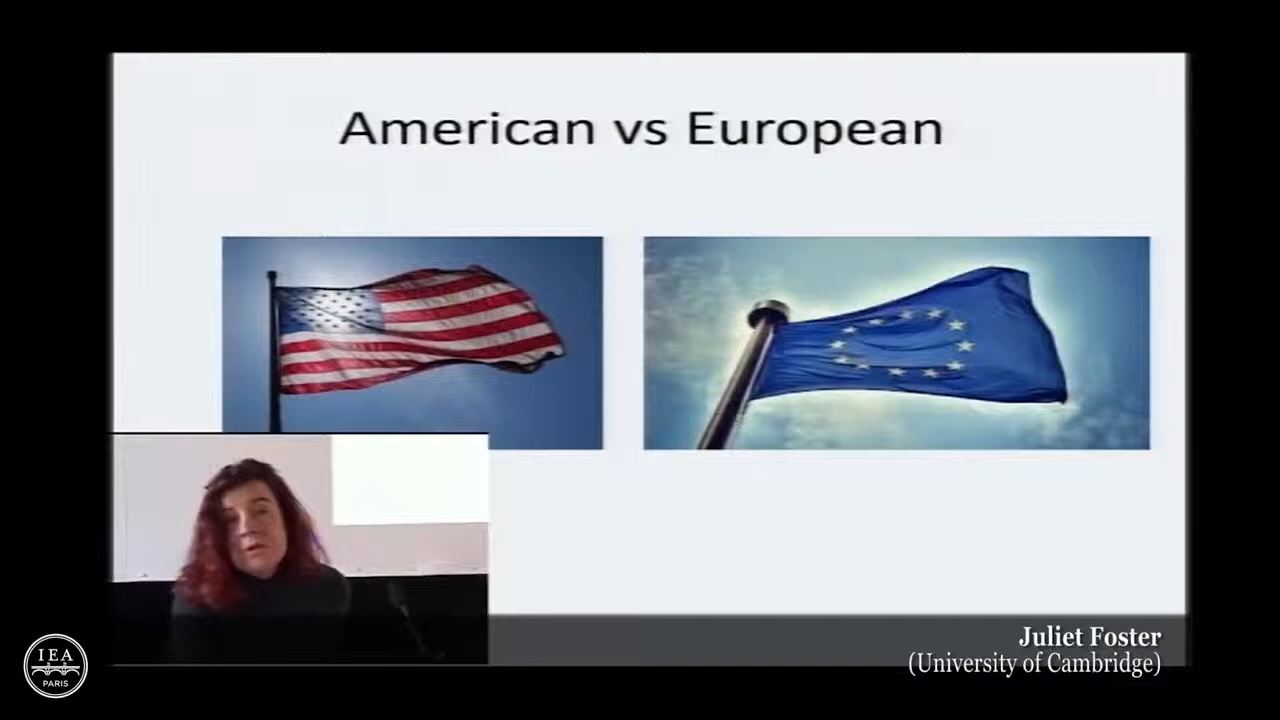 American vs European
Juliet Foster
(University of Cambridge)
IEA
PARIS